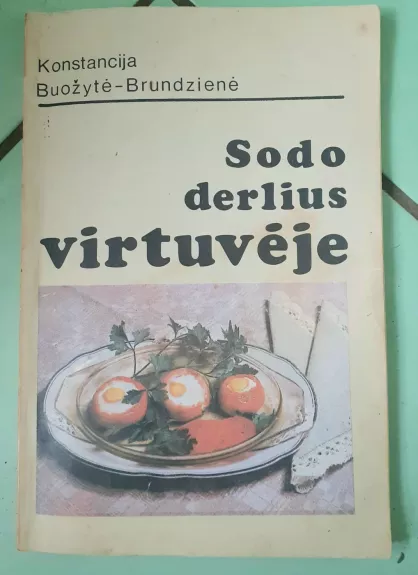 Konstancija
Buožytė-Brundzienė
Sodo
derlius
virtuvėje